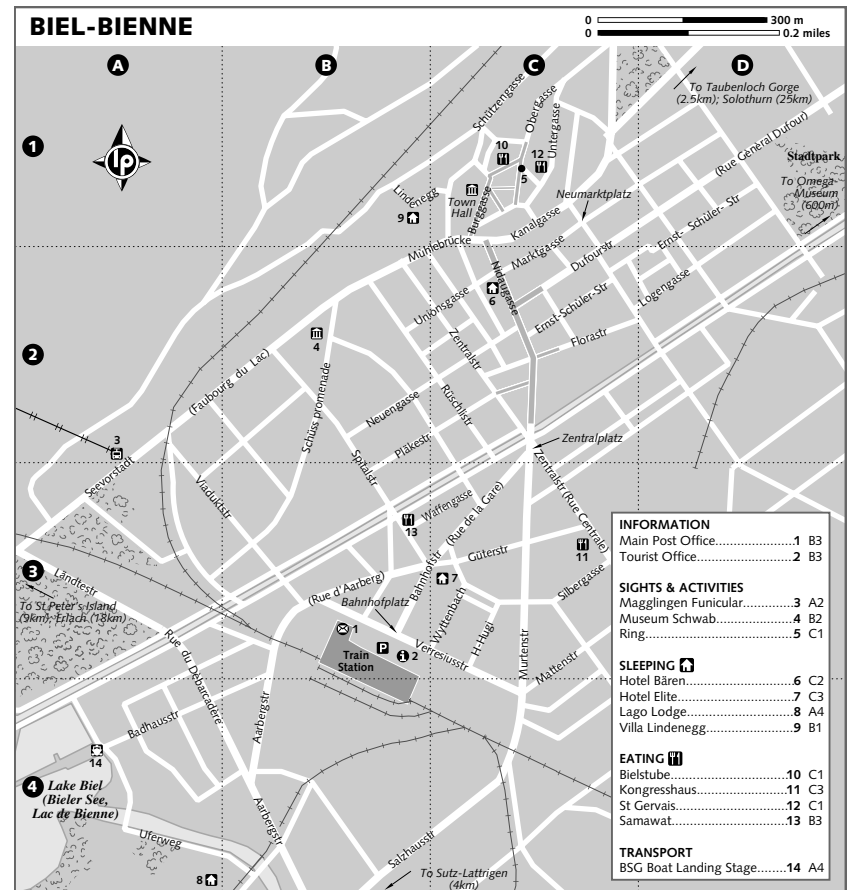 BIEL-BIENNE
0 300 m
0 0.2 miles
A
B
C
D
To Taubenloch Gorge
(2.5km); Solothurn (25km)
Schützengasse
Obergasse
Untergasse
1
lp
10
12
5
(Rue Général Dufour)
Stadtpark
To Omega
Museum
(600m)
Lindenegg
Town
Hall
Burggasse
Neumarktplatz
9
Kanalgasse
Mühlebrücke
Marktgasse
Dufourstr
Ernst- Schüler- Str
Nidaugasse
6
Unionsgasse
Ernst-Schüler-Str
Logengasse
Zentralstr
Florastr
2
4
(Faubourg du Lac)
Schüss promenade
Neuengasse
Rüschlistr
Pläkestr
Zentralplatz
3
Seevorstadt
Viaduktstr
Spitalstr
Zentralstr (Rue Centrale)
Waffengasse
13
(Rue de la Gare)
Güterstr
11
3
Ländtestr
To St Peter's Island
(9km); Erlach (18km)
(Rue d'Aarberg)
Bahnhofplatz
Bahnhofstr
7
Silbergasse
Wyttenbach
H-Hugi
Murtenstr
1
P
2
Train
Station
Verresiusstr
Mattenstr
Rue du Débarcadère
Badhausstr
Aarbergstr
14
4
Lake Biel
(Bieler See,
Lac de Bienne)
Aarbergstr
Uferweg
8
Salzhausstr
To Sutz-Lattrigen
(4km)
INFORMATION
Main Post Office 1 B3
Tourist Office 2 B3
SIGHTS & ACTIVITIES
Magglingen Funicular 3 A2
Museum Schwab 4 B2
Ring 5 C1
SLEEPING
Hotel Bären 6 C2
Hotel Elite 7 C3
Lago Lodge 8 A4
Villa Lindenegg 9 B1
EATING
Bielstube 10 C1
Kongresshaus 11 C3
St Gervais 12 C1
Samawat 13 B3
TRANSPORT
BSG Boat Landing Stage 14 A4